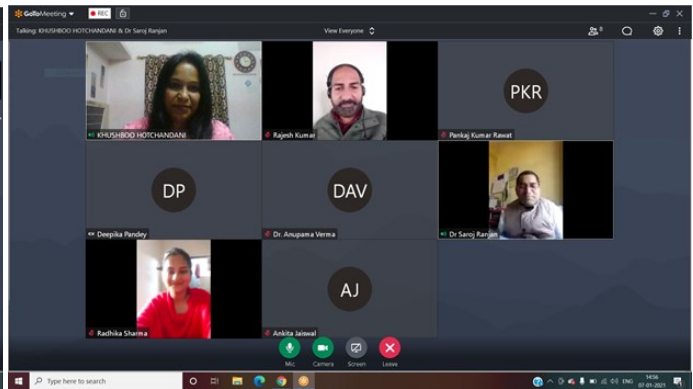 GoToMeeting
REC
Talking: KHUSHBOO HOTCHANDANI & Dr Saroj Ranjan
View Everyone
8
KHUSHBOO HOTCHANDANI
Rajesh Kumar
PKR
Pankaj Kumar Rawat
DP
Deepika Pandey
DAV
Dr. Anupama Verma
Dr Saroj Ranjan
Radhika Sharma
AJ
Ankita Jaiswal
Mic
Camera
Screen
Leave
Type here to search
ENG
14:56
07-01-2021